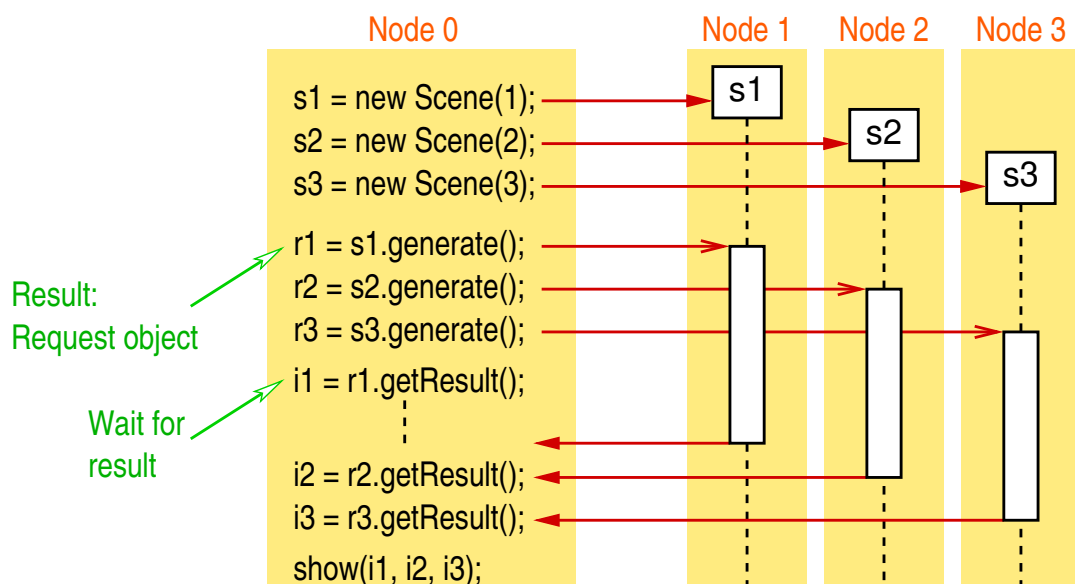 Node 0
Node 1
Node 2
Node 3
s1 = new Scene(1);
s1
s2 = new Scene(2);
s2
s3 = new Scene(3);
s3
r1 = s1.generate();
r2 = s2.generate();
r3 = s3.generate();
Result:
Request object
i1 = r1.getResult();
Wait for
result
i2 = r2.getResult();
i3 = r3.getResult();
show(i1, i2, i3);